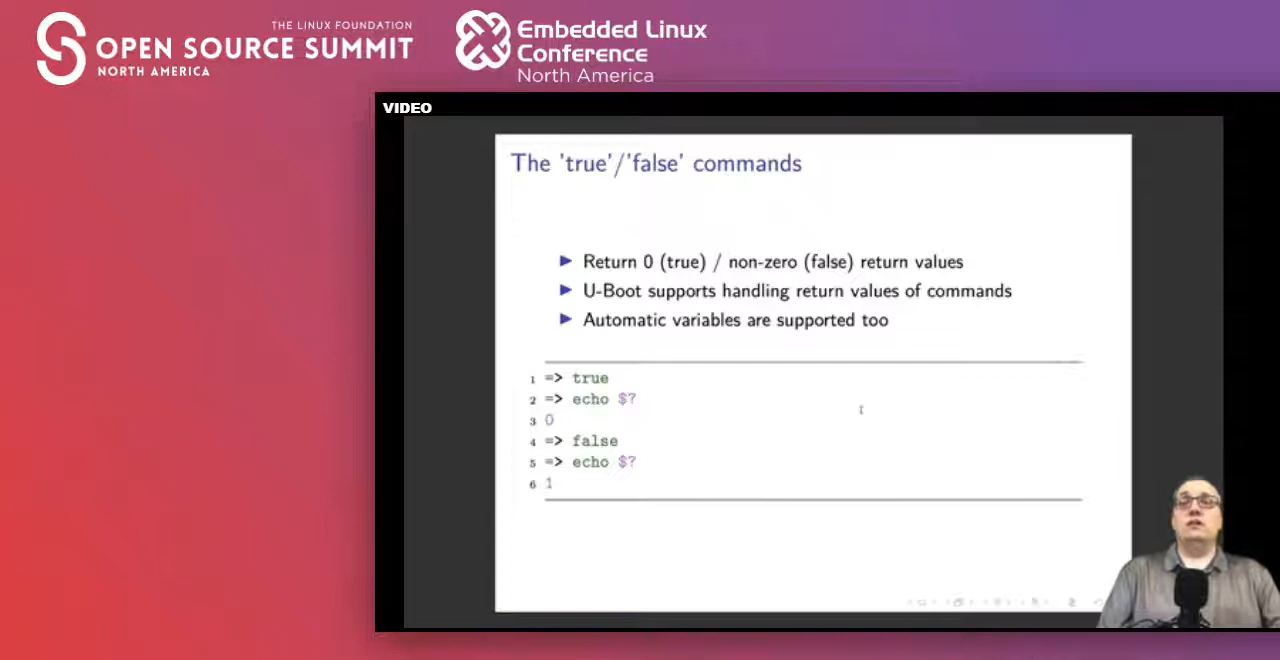 THE LINUX FOUNDATION
OPEN SOURCE SUMMIT
NORTH AMERICA
Embedded Linux
Conference
North America
VIDEO
The 'true'/'false' commands
▶ Return 0 (true) / non-zero (false) return values
▶ U-Boot supports handling return values of commands
▶ Automatic variables are supported too
1 => true
2 => echo $?
3 0
4 => false
5 => echo $?
6 1